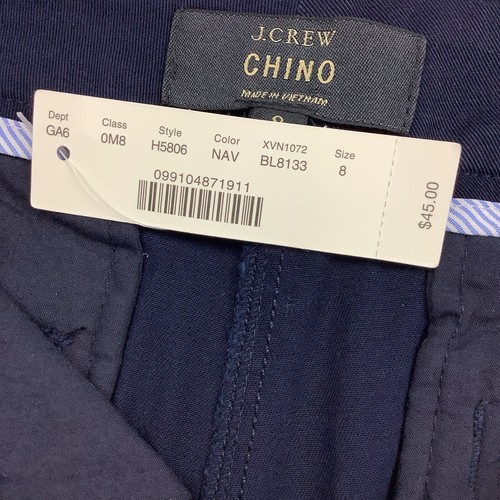 J.CREW
CHINO
MADE IN VIETNAM
Dept Class Style Color XVN1072 Size
GA6 0M8 H5806 NAV BL8133 8
099104871911
$45.00